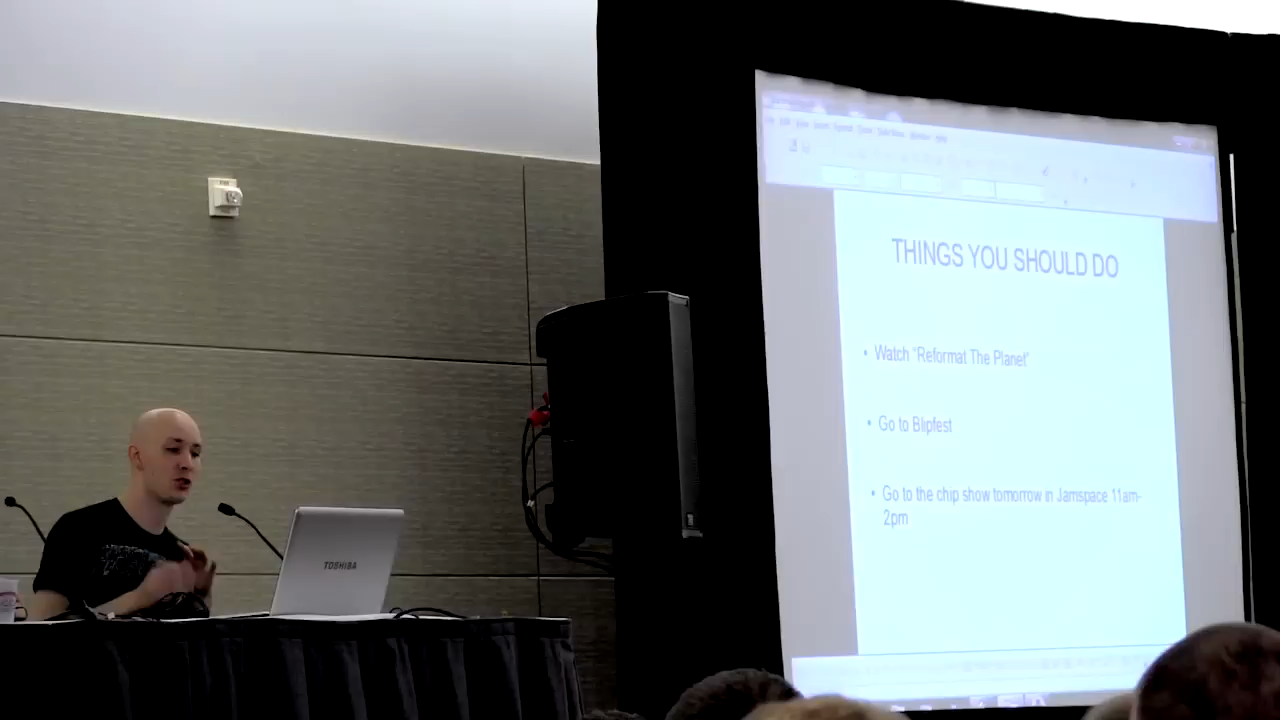 THINGS YOU SHOULD DO
• Watch "Reformat The Planet"
• Go to Blipfest
• Go to the chip show tomorrow in Jamspace 11am-
2pm
TOSHIBA